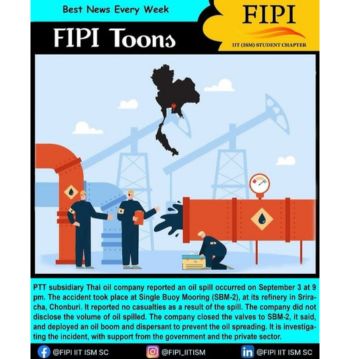 Best News Every Week
FIPI
FIPI Toons
IIT (ISM) STUDENT CHAPTER
PTT subsidiary Thai oil company reported an oil spill occurred on September 3 at 9
pm. The accident took place at Single Buoy Mooring (SBM-2), at its refinery in Srira-
cha, Chonburi. It reported no casualties as a result of the spill. The company did not
disclose the volume of oil spilled. The company closed the valves to SBM-2, it said,
and deployed an oil boom and dispersant to prevent the oil spreading. It is investiga-
ting the incident, with support from the government and the private sector.
@FIPI IIT ISM SC @FIPI_IITISM @FIPI IIT ISM SC